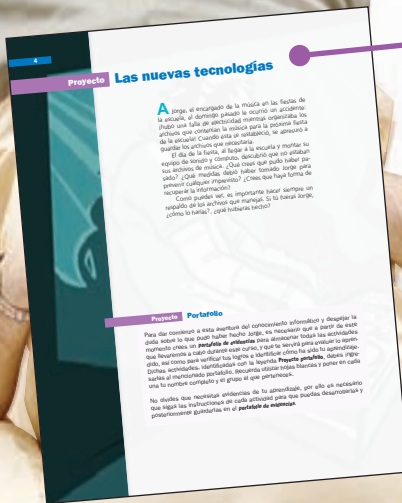 4
Proyecto Las nuevas tecnologías
A Jorge, el encargado de la música en las fiestas de
la escuela, el domingo pasado le ocurrió un accidente:
¡hubo una falla de electricidad mientras organizaba los
archivos que contenían la música para la próxima fiesta
de la escuela! Cuando ésta se restableció, se apresuró a
guardar los archivos que necesitaría.
El día de la fiesta, al llegar a la escuela y montar su
equipo de sonido y cómputo, descubrió que no estaban
sus archivos de música. ¿Qué crees que pudo haber pa-
sado? ¿Qué medidas debió haber tomado Jorge para
prevenir cualquier imprevisto? ¿Crees que haya forma de
recuperar la información?
Como puedes ver, es importante hacer siempre un
respaldo de los archivos que manejas. Si tú fueras Jorge,
¿cómo lo harías?, ¿qué hubieras hecho?
Proyecto Portafolio
Para dar comienzo a esta aventura del conocimiento informático y despejar la
duda sobre lo que pudo haber hecho Jorge, es necesario que a partir de este
momento crees un portafolio de evidencias para almacenar todas las actividades
que llevaremos a cabo durante este curso, y que te servirá para evaluar lo apren-
dido, así como para verificar tus logros e identificar cómo ha sido tu aprendizaje.
Dichas actividades, identificadas con la leyenda Proyecto portafolio, debes ingre-
sarlas al mencionado portafolio. Recuerda utilizar hojas blancas y poner en cada
una tu nombre completo y el grupo al que perteneces.
No olvides que necesitas evidencias de tu aprendizaje, por ello es necesario
que sigas las instrucciones de cada actividad para que puedas desarrollarlas y
posteriormente guardarlas en el portafolio de evidencias.